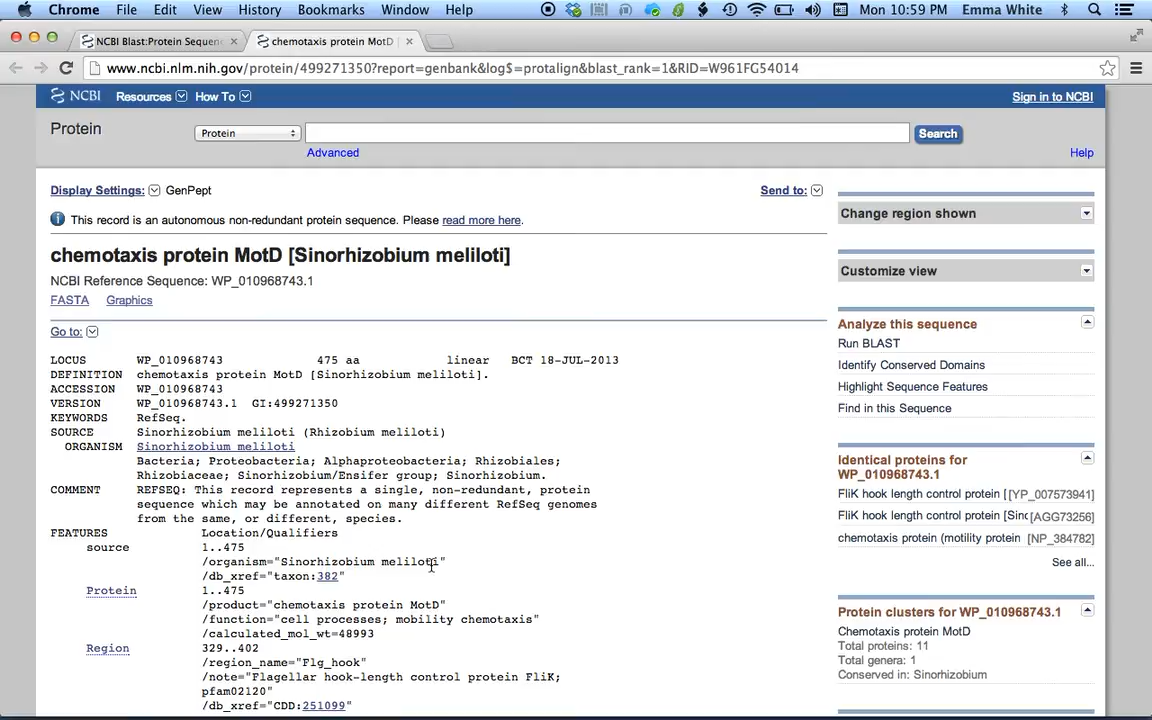 Chrome File Edit View History Bookmarks Window Help Mon 10:59 PM Emma White
NCBI Blast:Protein Sequenc × chemotaxis protein MotD [ ×
www.ncbi.nlm.nih.gov/protein/499271350?report=genbank&log$=protalign&blast_rank=1&RID=W961FG54014
NCBI Resources How To Sign in to NCBI
Protein Protein Search
Advanced Help
Display Settings: GenPept Send to:
This record is an autonomous non-redundant protein sequence. Please read more here.
chemotaxis protein MotD [Sinorhizobium meliloti]
NCBI Reference Sequence: WP_010968743.1
FASTA Graphics
Go to:
LOCUS WP_010968743 475 aa linear BCT 18-JUL-2013
DEFINITION chemotaxis protein MotD [Sinorhizobium meliloti].
ACCESSION WP_010968743
VERSION WP_010968743.1 GI:499271350
KEYWORDS RefSeq.
SOURCE Sinorhizobium meliloti (Rhizobium meliloti)
ORGANISM Sinorhizobium meliloti
Bacteria; Proteobacteria; Alphaproteobacteria; Rhizobiales;
Rhizobiaceae; Sinorhizobium/Ensifer group; Sinorhizobium.
COMMENT REFSEQ: This record represents a single, non-redundant, protein
sequence which may be annotated on many different RefSeq genomes
from the same, or different, species.
FEATURES Location/Qualifiers
source 1..475
/organism="Sinorhizobium meliloti"
/db_xref="taxon:382"
Protein 1..475
/product="chemotaxis protein MotD"
/function="cell processes; mobility chemotaxis"
/calculated_mol_wt=48993
Region 329..402
/region_name="Flg_hook"
/note="Flagellar hook-length control protein FliK;
pfam02120"
/db_xref="CDD:251099"
Change region shown
Customize view
Analyze this sequence
Run BLAST
Identify Conserved Domains
Highlight Sequence Features
Find in this Sequence
Identical proteins for
WP_010968743.1
FliK hook length control protein [ [YP_007573941]
FliK hook length control protein [Sinc [AGG73256]
chemotaxis protein (motility protein [NP_384782]
See all...
Protein clusters for WP_010968743.1
Chemotaxis protein MotD
Total proteins: 11
Total genera: 1
Conserved in: Sinorhizobium